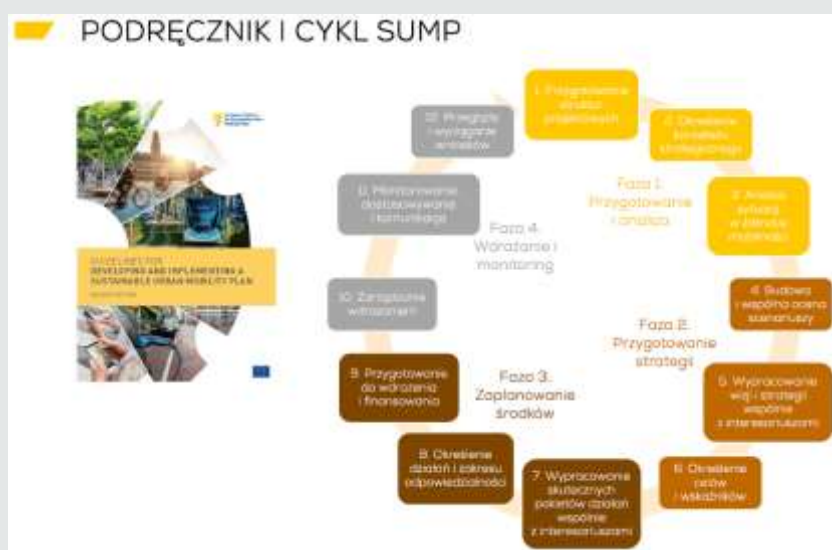 PODRĘCZNIK I CYKL SUMP
1. Przygotowanie
struktur
projektowych
2. Określenie
kontekstu
strategicznego
3. Analiza
sytuacji
mobilności
Faza 1.
Przygotowanie
i analiza
4. Budowa
i wspólna ocena
scenariuszy
Faza 2.
Przygotowanie
strategii
5. Wypracowanie
wizji i strategii
wspólnie
z interesariuszami
6. Określenie
celów
i wskaźników
7. Wypracowanie
skutecznych
pakietów działań
wspólnie
z interesariuszami
8. Określenie
działań i zakresu
odpowiedzialności
Faza 3.
Zaplanowanie
środków
9. Przygotowanie
do wdrożenia
i finansowania
10. Zarządzanie
wdrożeniem
11. Monitorowanie
dostosowywanie
i komunikacja
12. Przeglądy
i wyciąganie
wniosków
Faza 4.
Wdrażanie i
monitoring
GUIDELINES FOR
DEVELOPING AND IMPLEMENTING A
SUSTAINABLE URBAN MOBILITY PLAN